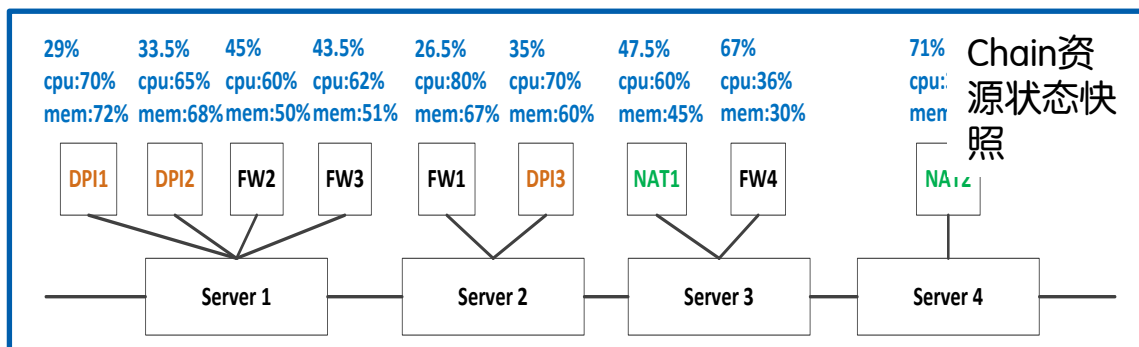 29%
cpu:70%
mem:72%
33.5%
cpu:65%
mem:68%
45%
cpu:60%
mem:50%
43.5%
cpu:62%
mem:51%
26.5%
cpu:80%
mem:67%
35%
cpu:70%
mem:60%
47.5%
cpu:60%
mem:45%
67%
cpu:36%
mem:30%
71%
cpu:
mem
Chain资
源状态快
照
DPI1
DPI2
FW2
FW3
FW1
DPI3
NAT1
FW4
NAT2
Server 1
Server 2
Server 3
Server 4